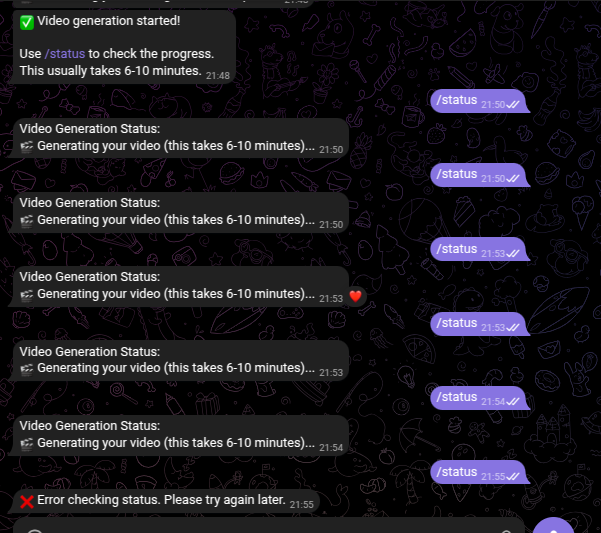 Video generation started!
Use /status to check the progress.
This usually takes 6-10 minutes. 21:48
/status 21:50
Video Generation Status:
Generating your video (this takes 6-10 minutes)... 21:50
/status 21:50
Video Generation Status:
Generating your video (this takes 6-10 minutes)... 21:50
/status 21:53
Video Generation Status:
Generating your video (this takes 6-10 minutes)... 21:53
/status 21:53
Video Generation Status:
Generating your video (this takes 6-10 minutes)... 21:53
/status 21:54
Video Generation Status:
Generating your video (this takes 6-10 minutes)... 21:54
/status 21:55
Error checking status. Please try again later. 21:55